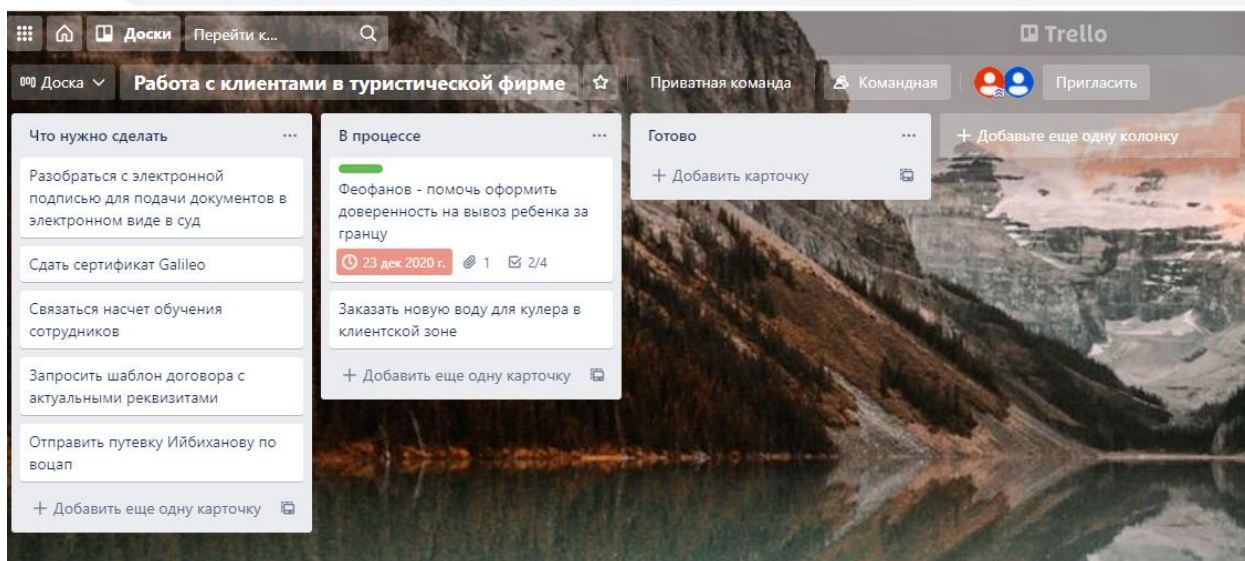 Доски
Перейти к...
Trello
Доска
Работа с клиентами в туристической фирме
Приватная команда
Командная
Пригласить
Что нужно сделать
Разобраться с электронной
подписью для подачи документов в
электронном виде в суд
Сдать сертификат Galileo
Связаться насчет обучения
сотрудников
Запросить шаблон договора с
актуальными реквизитами
Отправить путевку Ийбиханову по
воцап
+ Добавить еще одну карточку
В процессе
Феофанов - помочь оформить
доверенность на вывоз ребенка за
гранцу
23 дек 2020 г. 1 2/4
Заказать новую воду для кулера в
клиентской зоне
+ Добавить еще одну карточку
Готово
+ Добавить карточку
+ Добавьте еще одну колонку